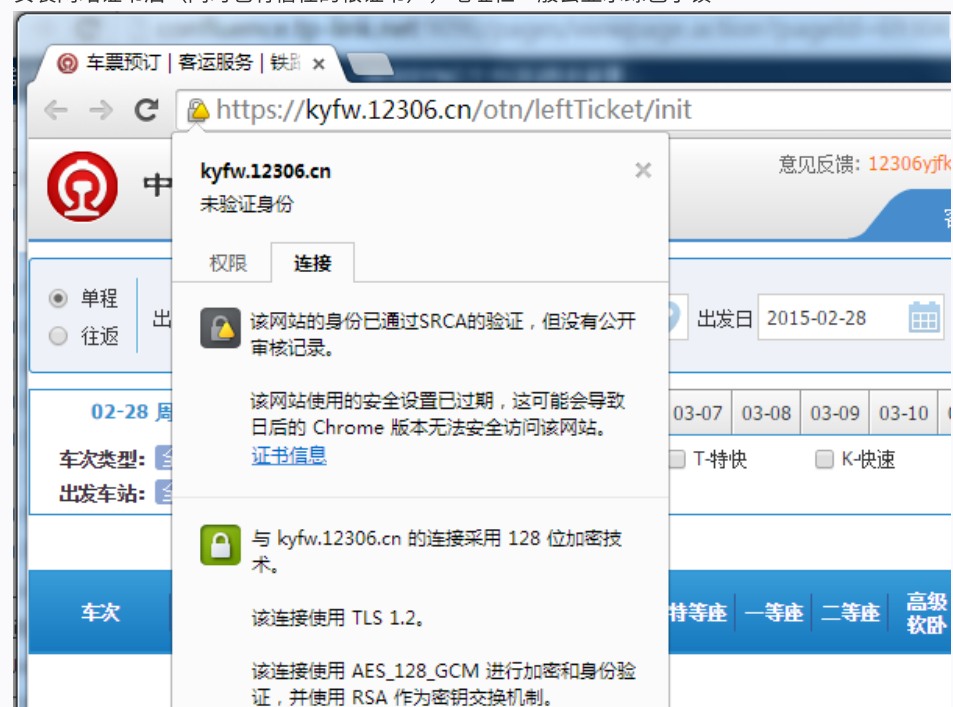 车票预订 | 客运服务 | 铁
https://kyfw.12306.cn/otn/leftTicket/init
kyfw.12306.cn
未验证身份
意见反馈: 12306yjfk
中
权限
连接
单程
往返
出
该网站的身份已通过SRCA的验证，但没有公开
审核记录。
出发日 2015-02-28
该网站使用的安全设置已过期，这可能会导致
日后的 Chrome 版本无法安全访问该网站。
证书信息
02-28 周
03-07 03-08 03-09 03-10
车次类型: 全
T-特快 K-快速
出发车站: 全
与 kyfw.12306.cn 的连接采用 128 位加密技
术。
该连接使用 TLS 1.2。
车次
特等座 一等座 二等座 高级
软卧
该连接使用 AES_128_GCM 进行加密和身份验
证，并使用 RSA 作为密钥交换机制。